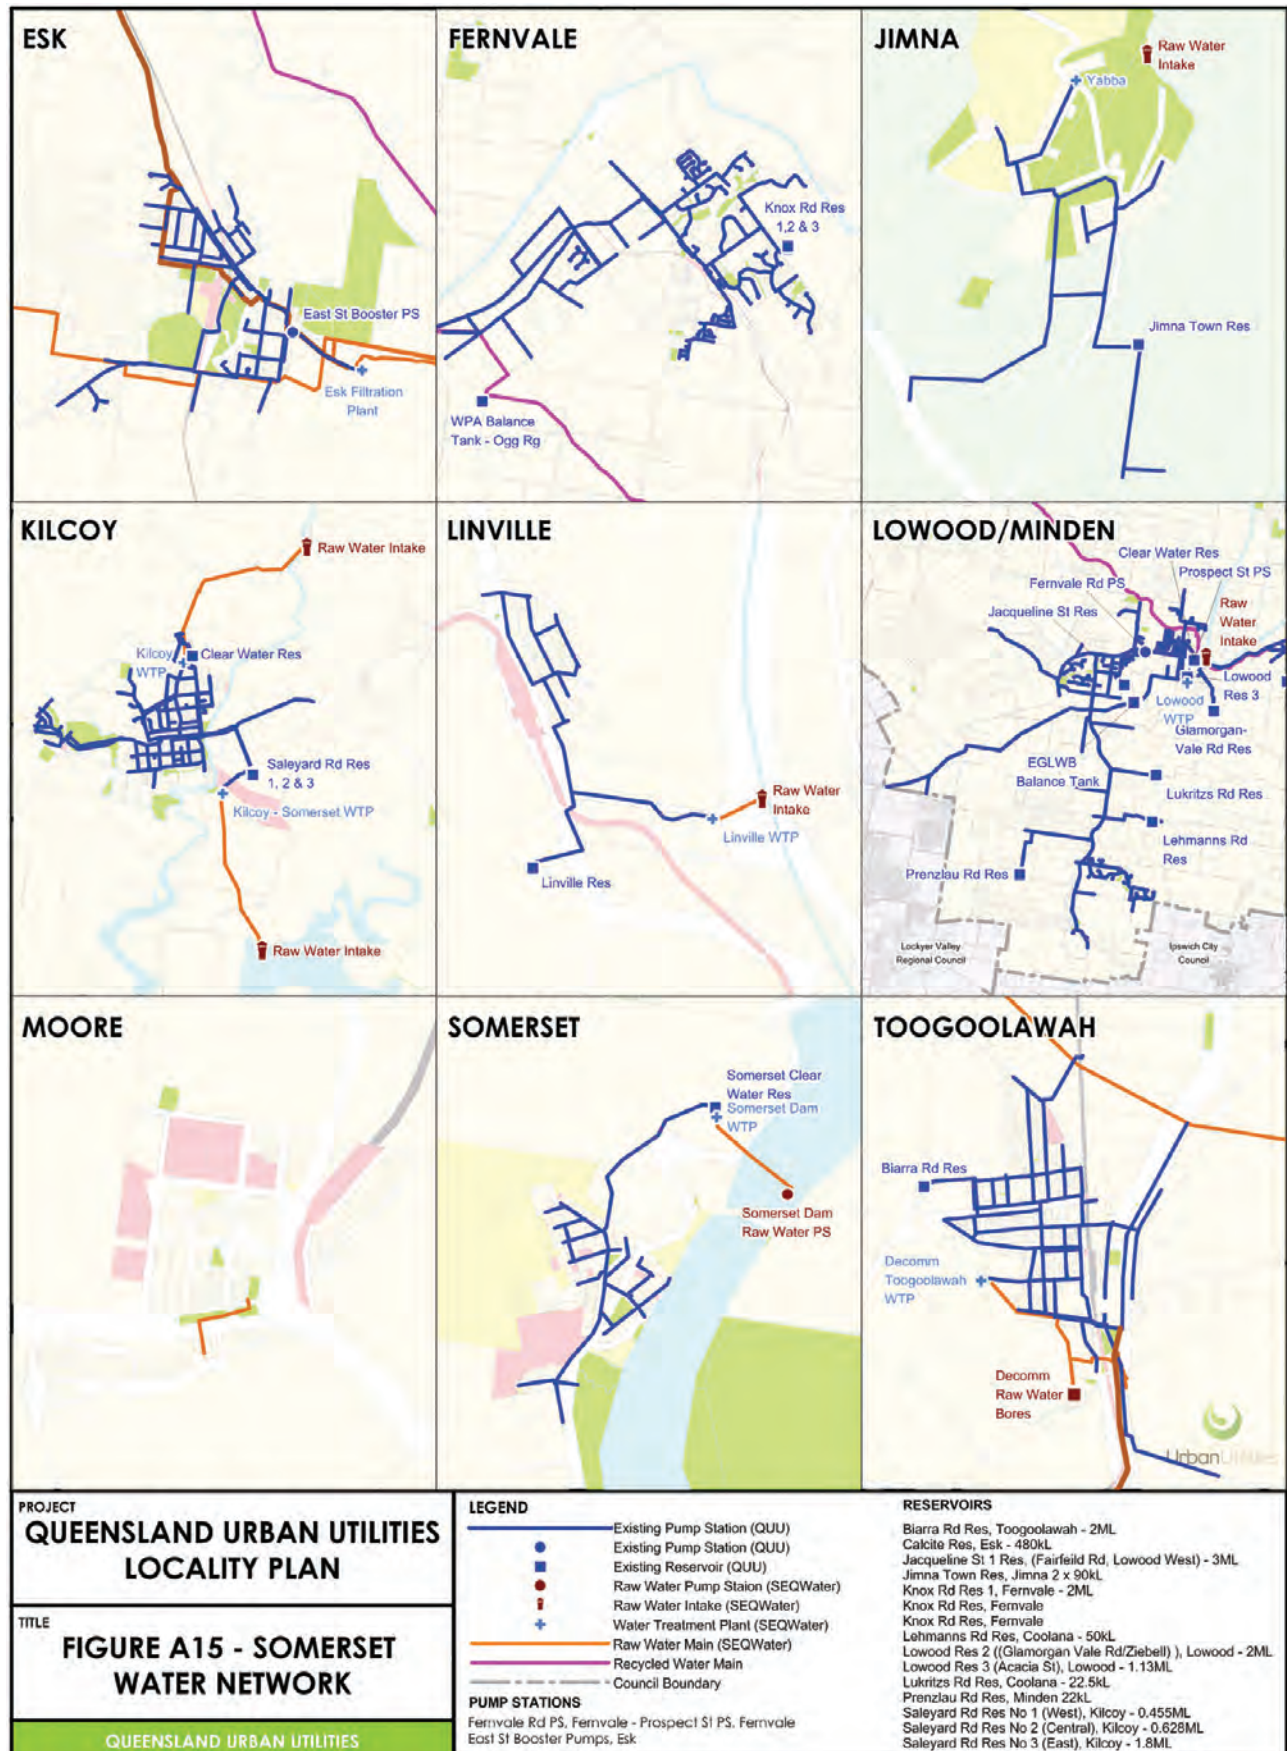 ESK
East St Booster PS
Esk Filtration
Plant
FERNVALE
Knox Rd Res
1,2 & 3
WPA Balance
Tank - Ogg Rg
JIMNA
Raw Water
Intake
Yabba
Jimna Town Res
KILCOY
Raw Water Intake
Kilcoy
WTP
Clear Water Res
Saleyard Rd Res
1, 2 & 3
Kilcoy - Somerset WTP
Raw Water Intake
LINVILLE
Raw Water
Intake
Linville WTP
Linville Res
LOWOOD/MINDEN
Clear Water Res
Prospect St PS
Fernvale Rd PS
Jacqueline St Res
Raw
Water
Intake
Lowood
Res 3
Lowood
WTP
Glamorgan-
Vale Rd Res
EGLWB
Balance Tank
Lukritzs Rd Res
Lehmanns Rd
Res
Prenzlau Rd Res
Lockyer Valley
Regional Council
Ipswich City
Council
MOORE
SOMERSET
Somerset Clear
Water Res
Somerset Dam
WTP
Somerset Dam
Raw Water PS
TOOGOOLAWAH
Biarra Rd Res
Decomm
Toogoolawah
WTP
Decomm
Raw Water
Bores
UrbanUtilities
PROJECT
QUEENSLAND URBAN UTILITIES
LOCALITY PLAN
TITLE
FIGURE A15 - SOMERSET
WATER NETWORK
QUEENSLAND URBAN UTILITIES
LEGEND
Existing Pump Station (QUU)
Existing Pump Station (QUU)
Existing Reservoir (QUU)
Raw Water Pump Staion (SEQWater)
Raw Water Intake (SEQWater)
Water Treatment Plant (SEQWater)
Raw Water Main (SEQWater)
Recycled Water Main
Council Boundary
PUMP STATIONS
Fernvale Rd PS, Fernvale - Prospect St PS. Fernvale
East St Booster Pumps, Esk
RESERVOIRS
Biarra Rd Res, Toogoolawah - 2ML
Calcite Res, Esk - 480kL
Jacqueline St 1 Res, (Fairfeild Rd, Lowood West) - 3ML
Jimna Town Res, Jimna 2 x 90kL
Knox Rd Res 1, Fernvale - 2ML
Knox Rd Res, Fernvale
Knox Rd Res, Fernvale
Lehmanns Rd Res, Coolana - 50kL
Lowood Res 2 ((Glamorgan Vale Rd/Ziebell) ), Lowood - 2ML
Lowood Res 3 (Acacia St), Lowood - 1.13ML
Lukritzs Rd Res, Coolana - 22.5kL
Prenzlau Rd Res, Minden 22kL
Saleyard Rd Res No 1 (West), Kilcoy - 0.455ML
Saleyard Rd Res No 2 (Central), Kilcoy - 0.628ML
Saleyard Rd Res No 3 (East), Kilcoy - 1.8ML